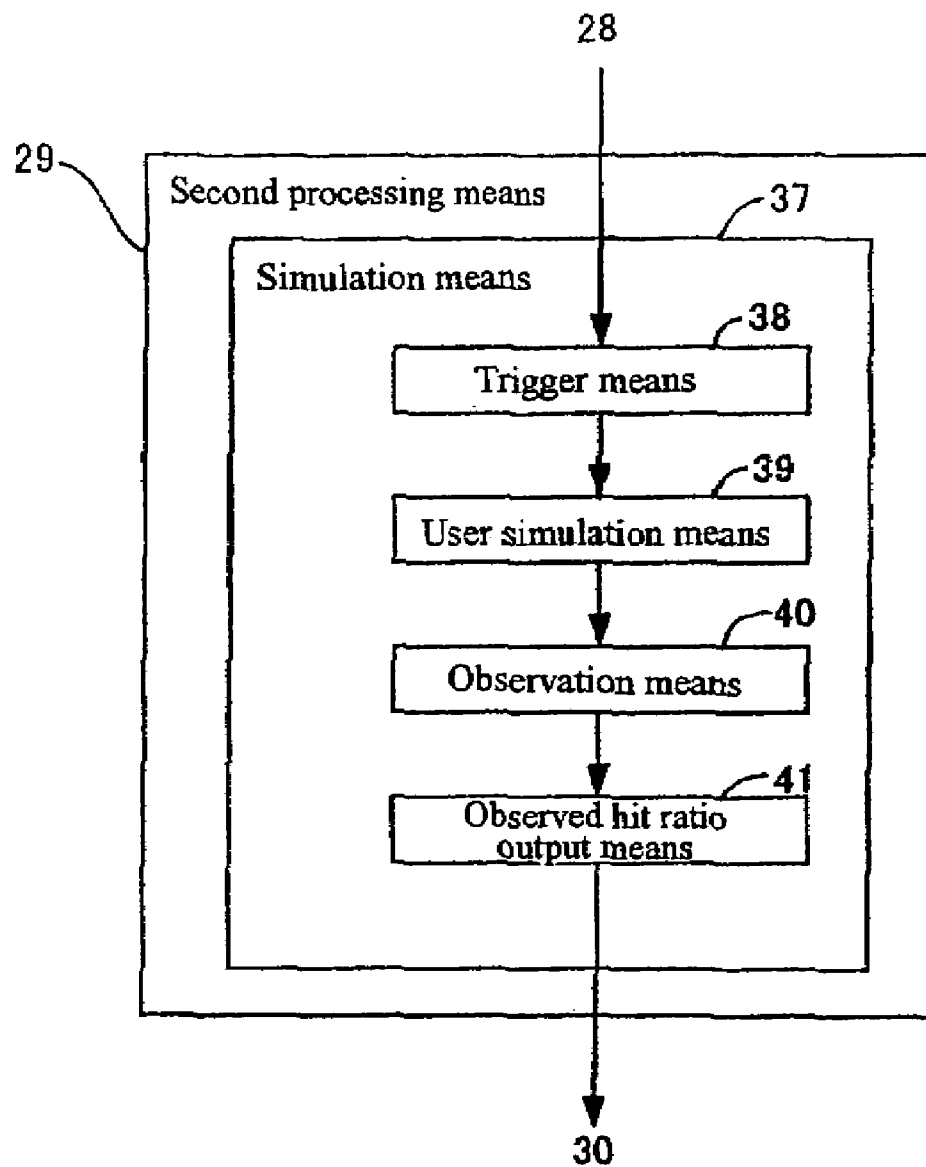 28
29
Second processing means
37
Simulation means
38
Trigger means
39
User simulation means
40
Observation means
41
Observed hit ratio
output means
30